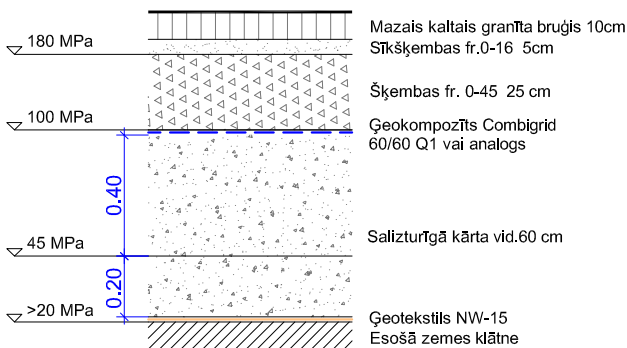 Mazais kaltais granīta bruģis 10cm
Sīkšķembas fr.0-16 5cm
180 MPa
Šķembas fr. 0-45 25 cm
100 MPa
Ģeokompozīts Combigrid
60/60 Q1 vai analogs
0.40
Salizturīgā kārta vid.60 cm
45 MPa
0.20
>20 MPa
Ģeotekstils NW-15
Esošā zemes klātne